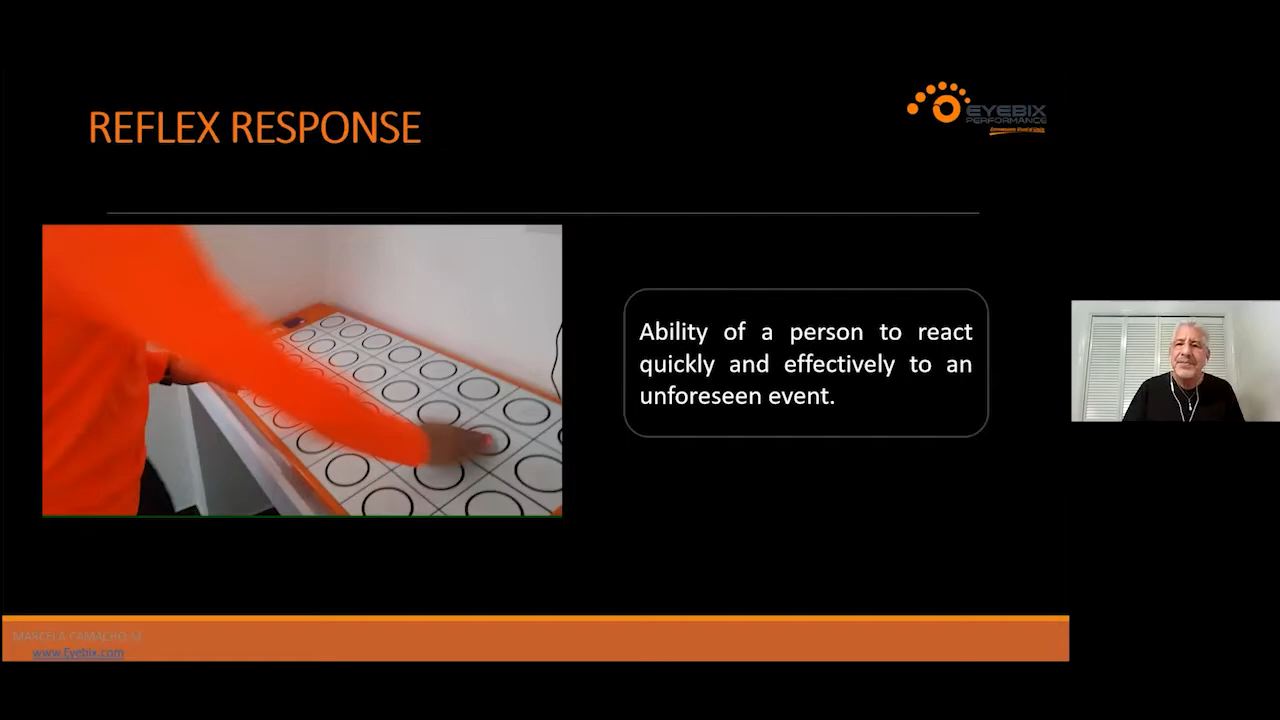 REFLEX RESPONSE
EYEBIX
PERFORMANCE
Ability of a person to react
quickly and effectively to an
unforeseen event.
MARCELA CAMACHO M.
www.Eyebix.com